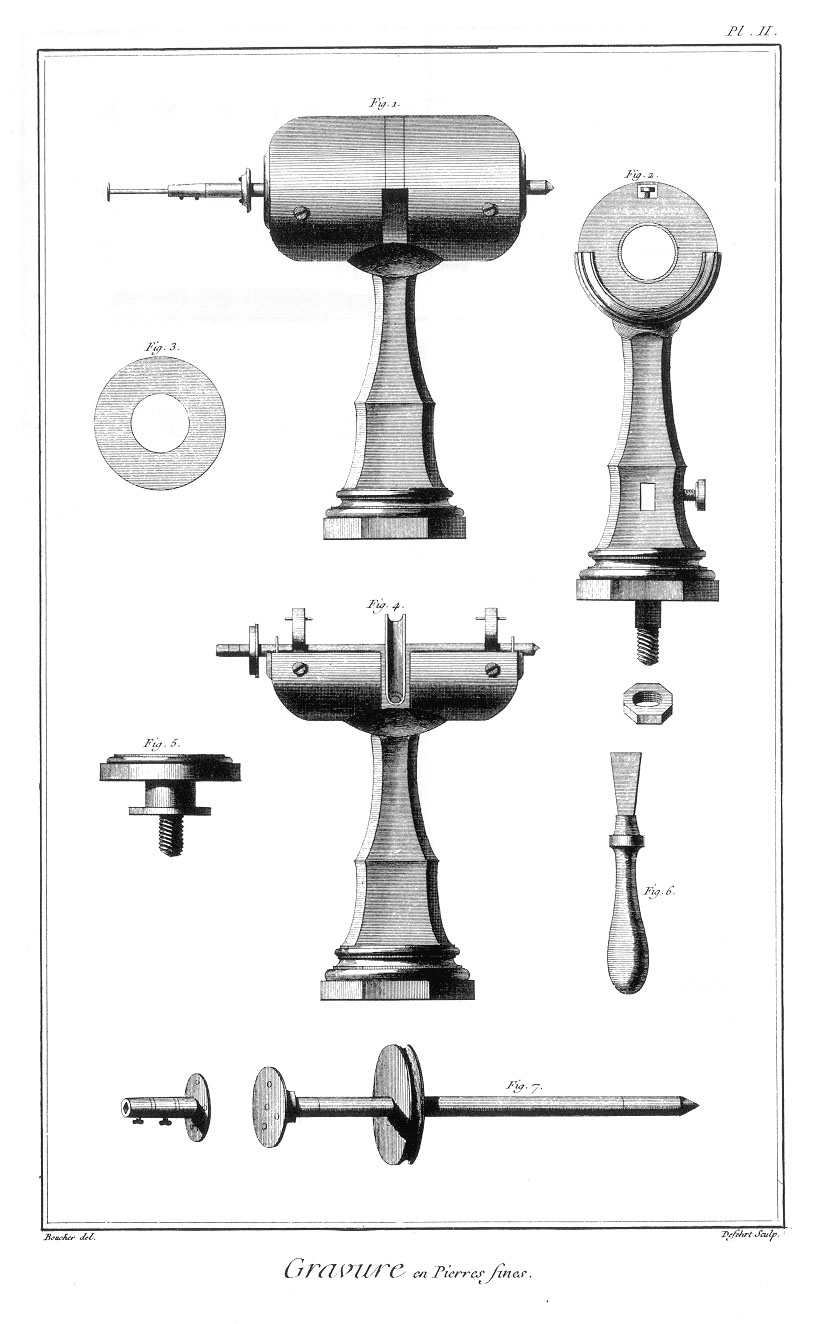 Pl. II.
Fig. 1.
Fig. 2.
Fig. 3.
Fig. 4.
Fig. 5.
Fig. 6.
Fig. 7.
Boucher del.
Defehrt Sculp.
Gravure en Pierres fines.